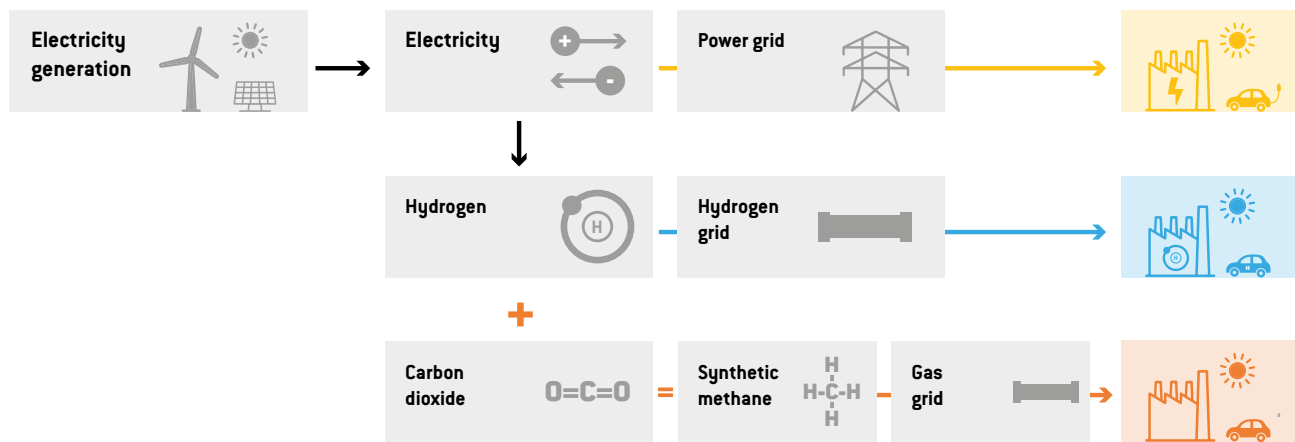 Electricity
generation
Electricity
+
-
Power grid
Hydrogen
H
Hydrogen
grid
H
H
+
Carbon
dioxide
O=C=O
=
Synthetic
methane
H
H-C-H
H
Gas
grid